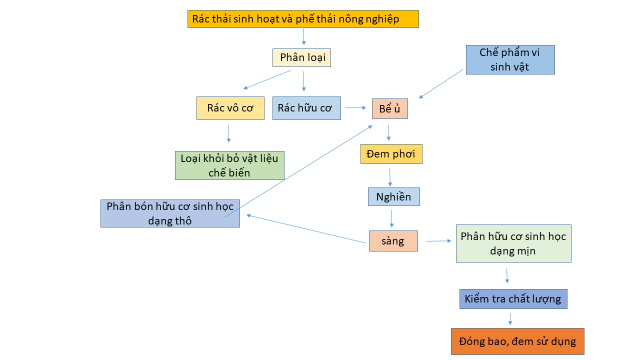 Rác thải sinh hoạt và phế thải nông nghiệp
Phân loại
Chế phẩm vi
sinh vật
Rác vô cơ
Rác hữu cơ
Bể ủ
Loại khỏi bỏ vật liệu
chế biến
Đem phơi
Nghiền
Phân bón hữu cơ sinh học
dạng thô
sàng
Phân hữu cơ sinh học
dạng mịn
Kiểm tra chất lượng
Đóng bao, đem sử dụng